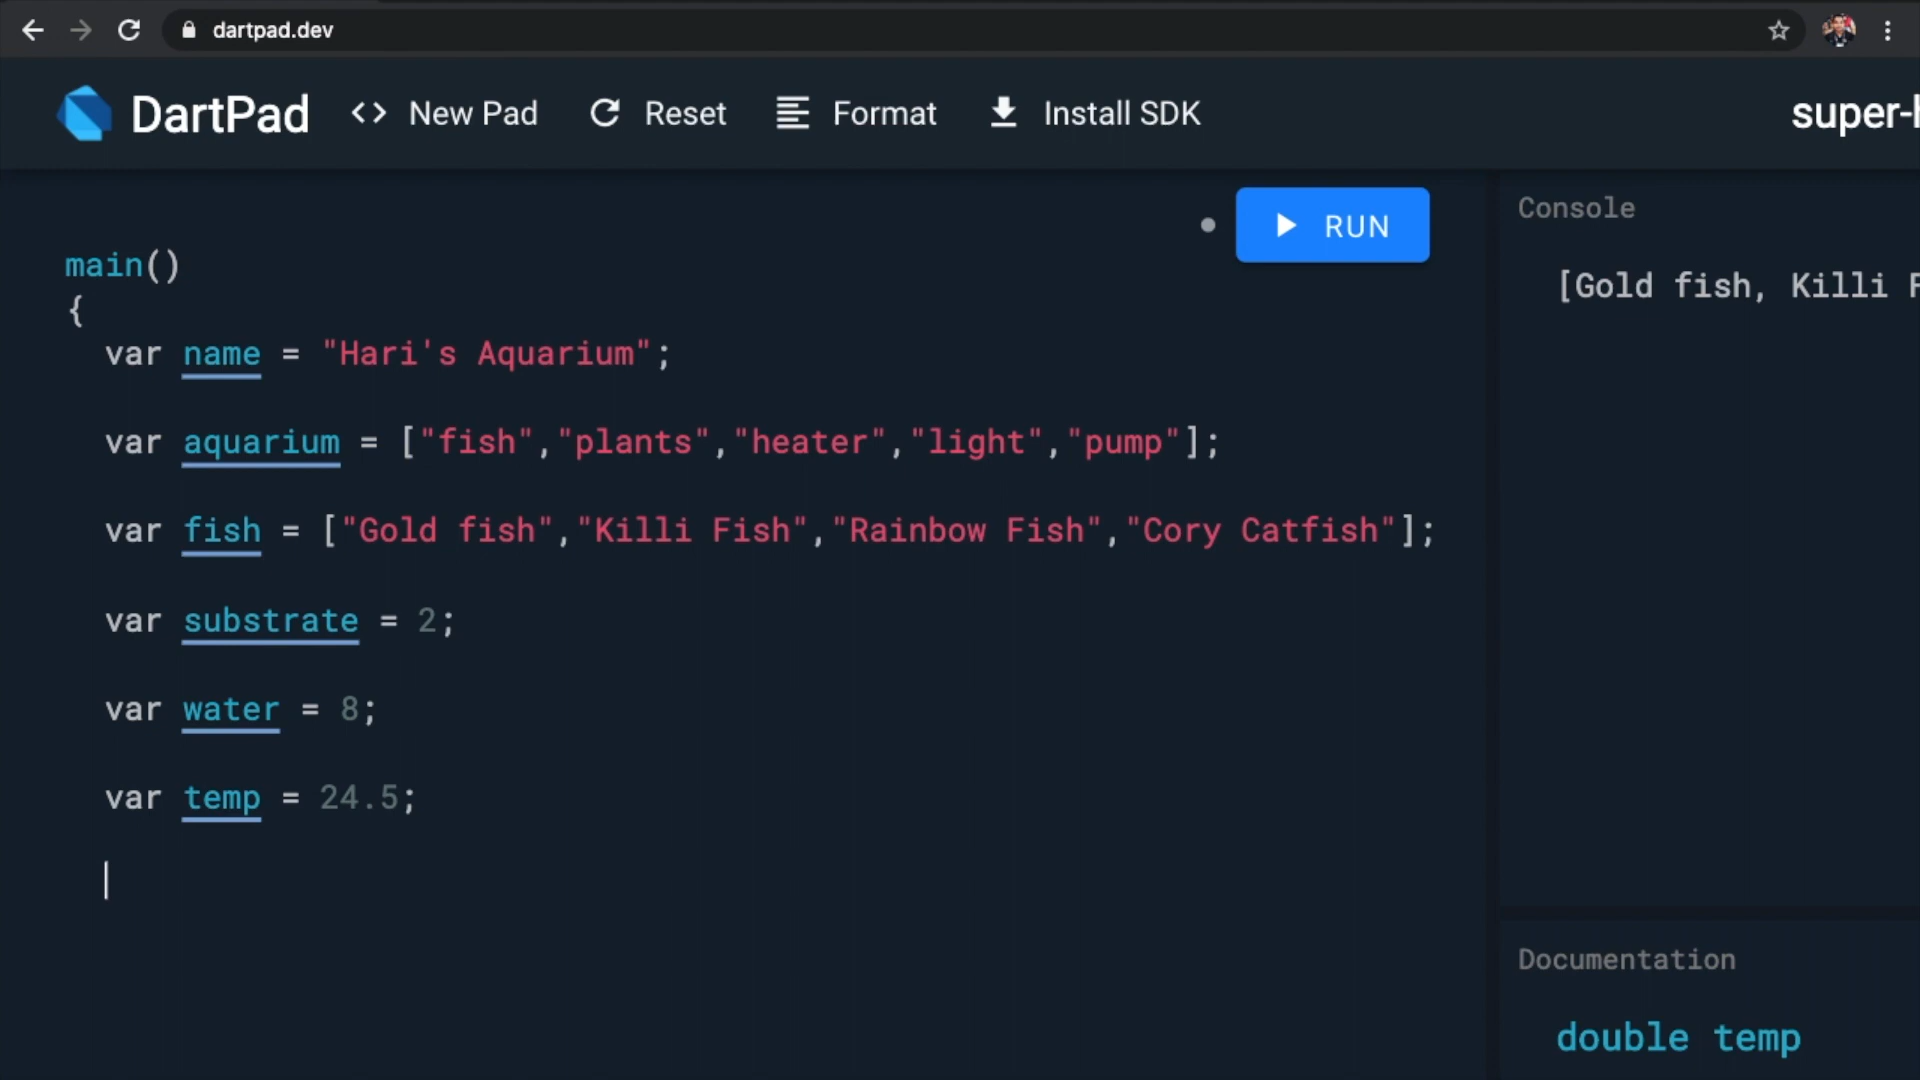 dartpad.dev
DartPad <> New Pad Reset Format Install SDK super-
RUN
Console
[Gold fish, Killi F
main()
{
var name = "Hari's Aquarium";
var aquarium = ["fish","plants","heater","light","pump"];
var fish = ["Gold fish","Killi Fish","Rainbow Fish","Cory Catfish"];
var substrate = 2;
var water = 8;
var temp = 24.5;
Documentation
double temp